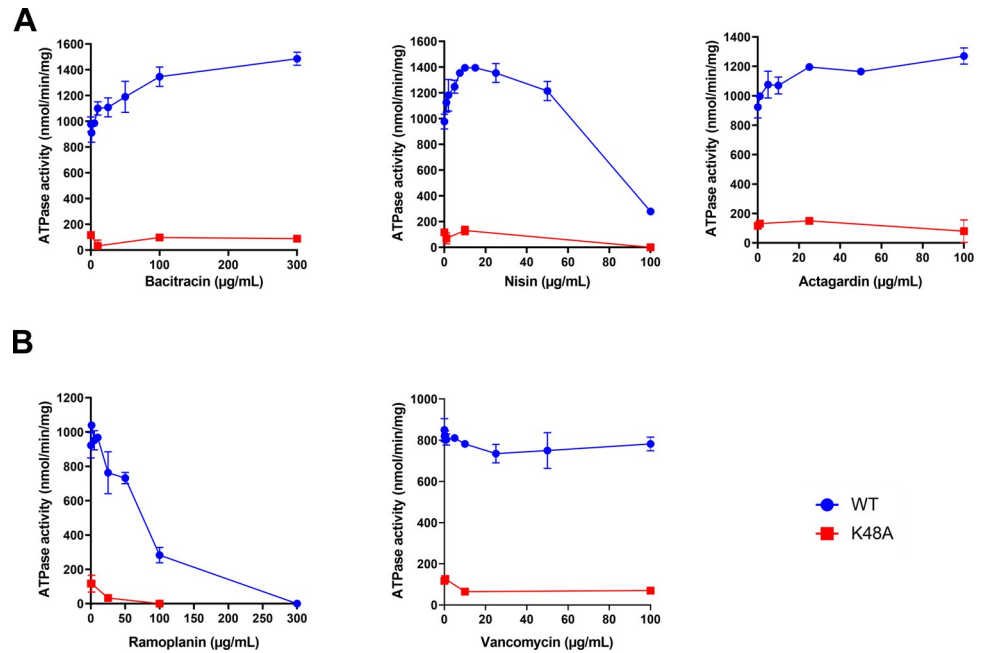 A
ATPase activity (nmol/min/mg)
1600
1400
1200
1000
800
600
400
200
0
0 100 200 300
Bacitracin (µg/mL)
ATPase activity (nmol/min/mg)
1600
1400
1200
1000
800
600
400
200
0
0 20 40 60 80 100
Nisin (µg/mL)
ATPase activity (nmol/min/mg)
1400
1200
1000
800
600
400
200
0
0 20 40 60 80 100
Actagardin (µg/mL)
B
ATPase activity (nmol/min/mg)
1200
1000
800
600
400
200
0
0 50 100 150 200 250 300
Ramoplanin (µg/mL)
ATPase activity (nmol/min/mg)
1000
800
600
400
200
0
0 20 40 60 80 100
Vancomycin (µg/mL)
WT
K48A